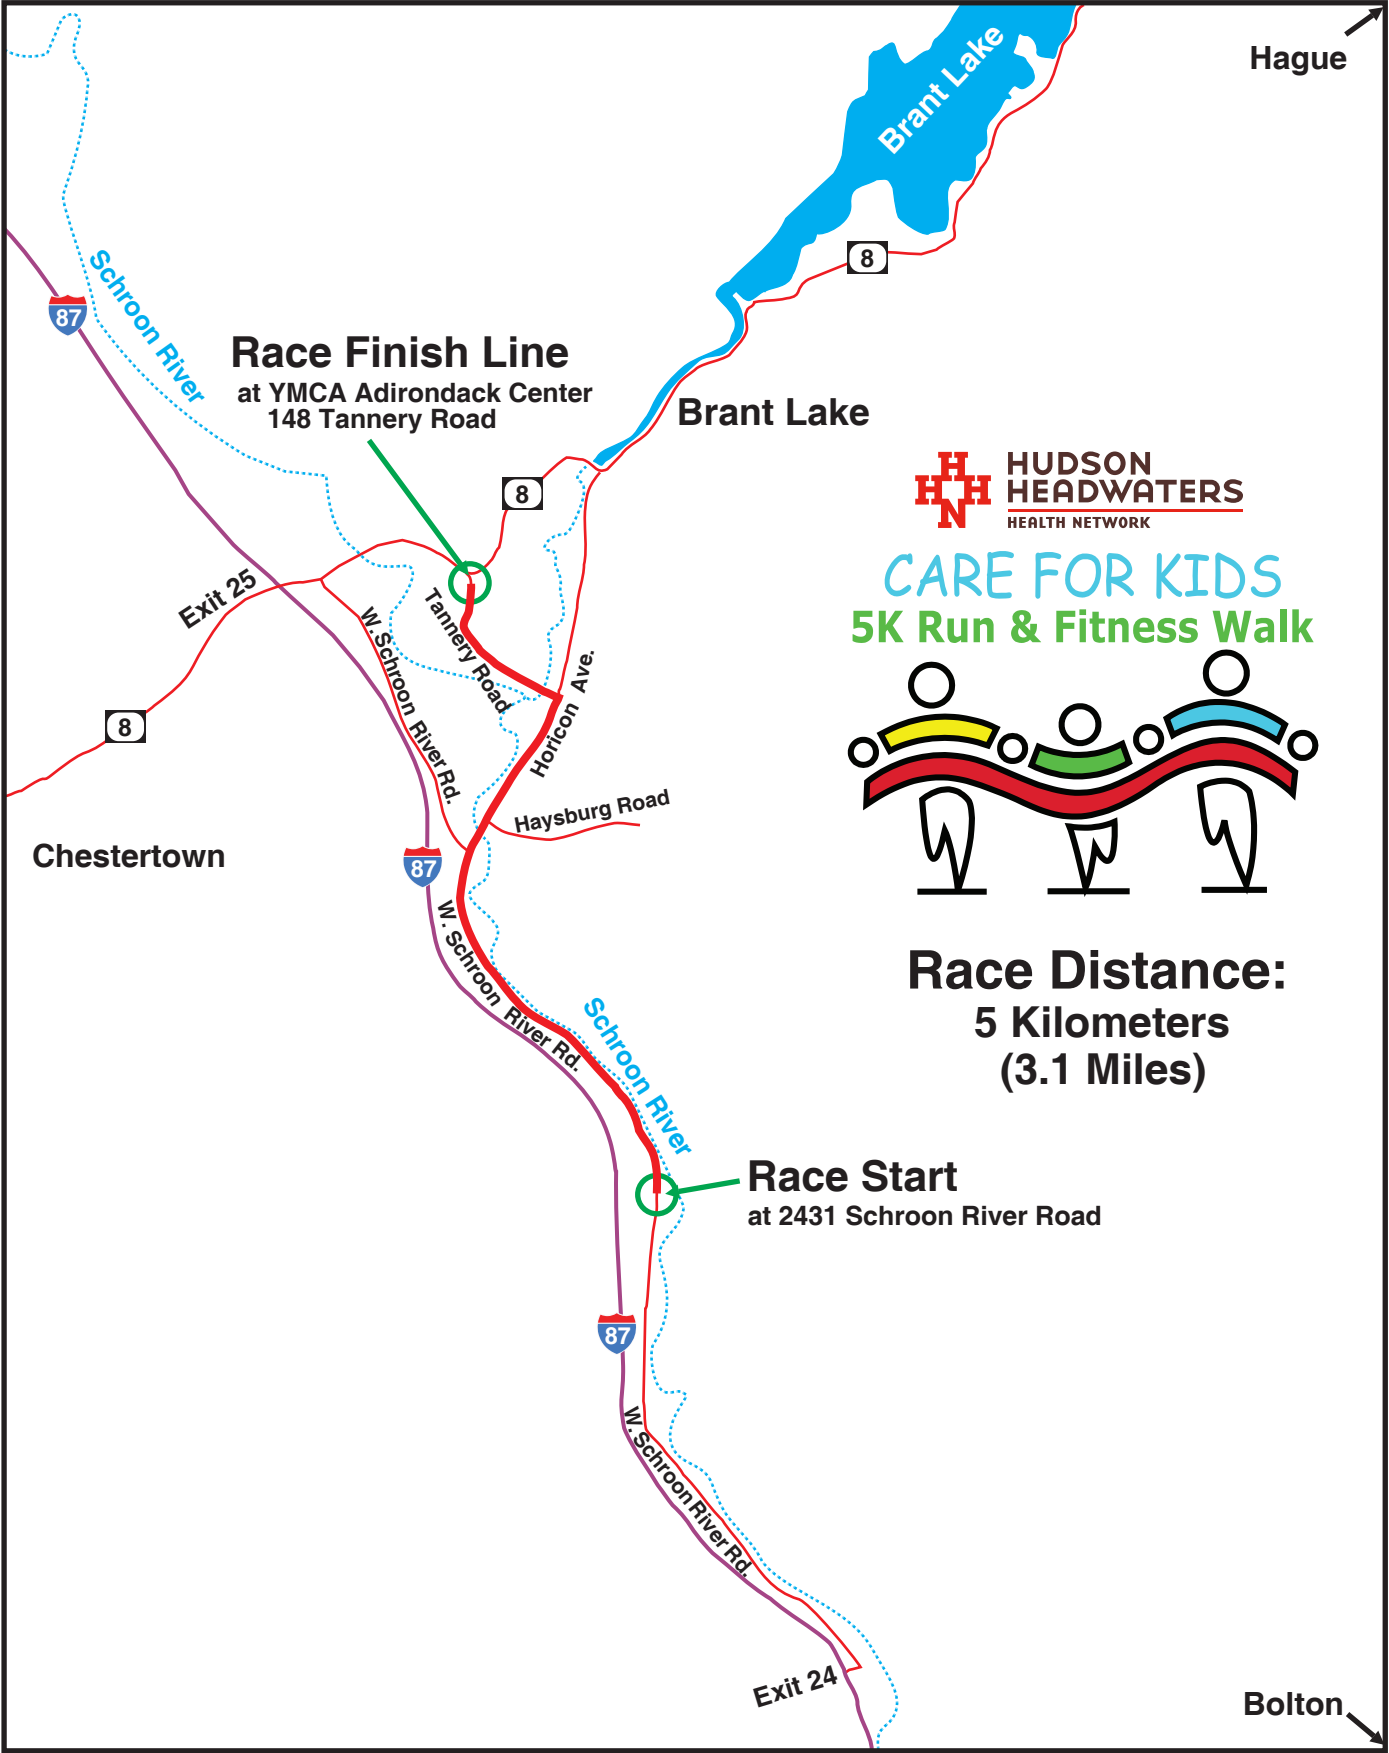 Hague
Brant Lake
8
Schroon River
87
Race Finish Line
at YMCA Adirondack Center
148 Tannery Road
Brant Lake
8
HHHN
HUDSON
HEADWATERS
HEALTH NETWORK
CARE FOR KIDS
5K Run & Fitness Walk
Exit 25
Tannery Road
W. Schroon River Rd.
Horicon Ave.
8
Haysburg Road
Chestertown
87
W. Schroon River Rd.
Schroon River
Race Distance:
5 Kilometers
(3.1 Miles)
Race Start
at 2431 Schroon River Road
87
W. Schroon River Rd.
Exit 24
Bolton